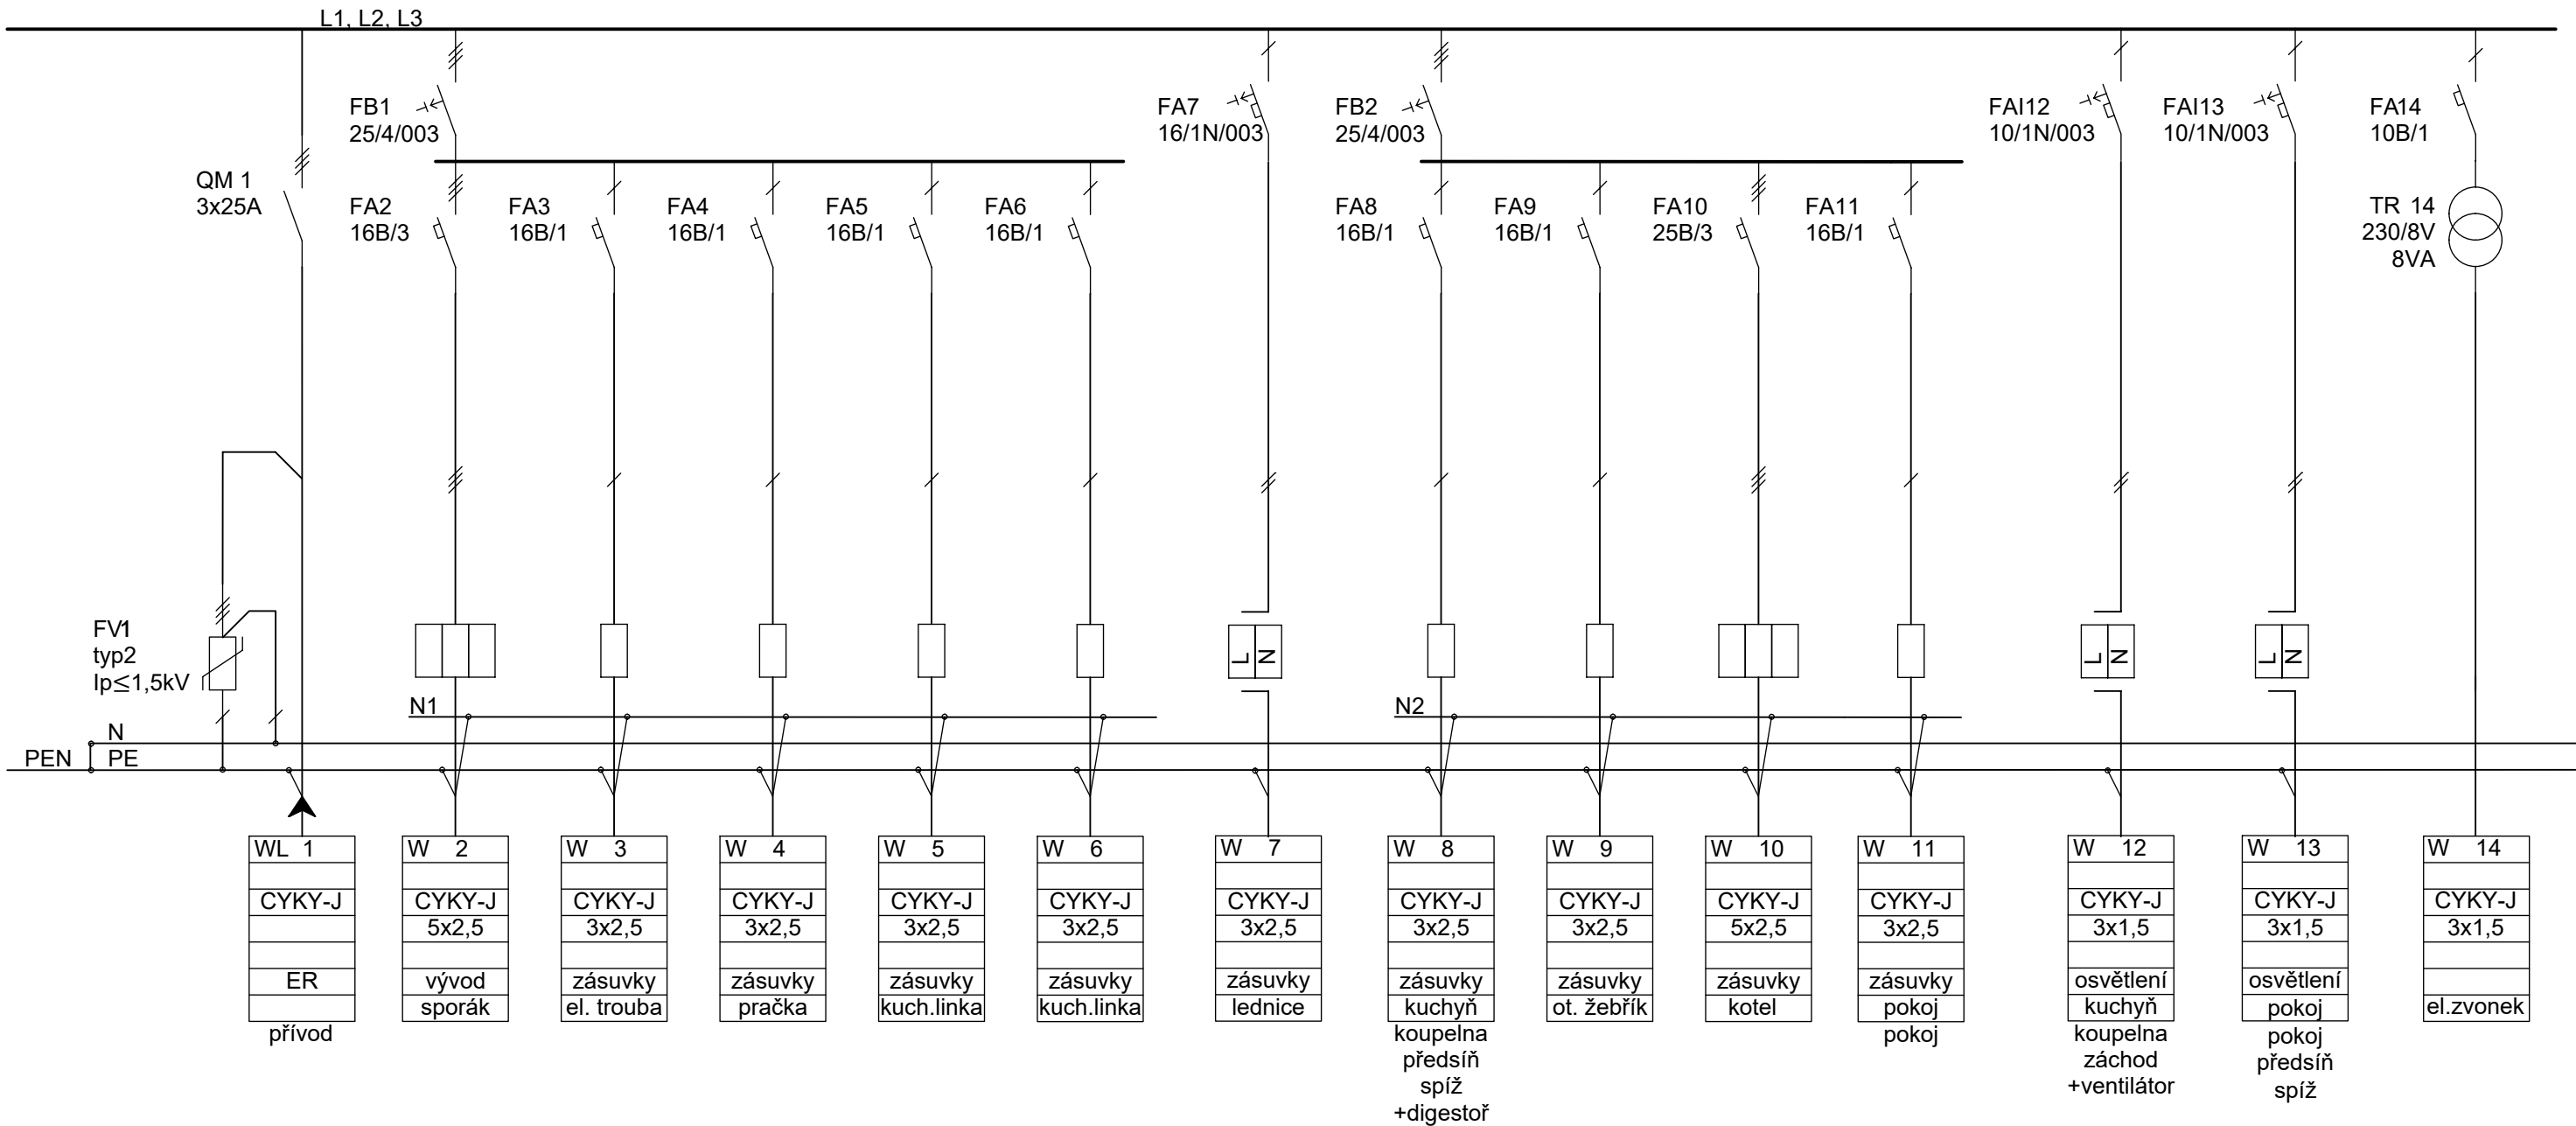 L1, L2, L3
QM 1
3x25A
FB1
25/4/003
FA2
16B/3
FA3
16B/1
FA4
16B/1
FA5
16B/1
FA6
16B/1
FA7
16/1N/003
FB2
25/4/003
FA8
16B/1
FA9
16B/1
FA10
25B/3
FA11
16B/1
FAI12
10/1N/003
FAI13
10/1N/003
FA14
10B/1
TR 14
230/8V
8VA
FV1
typ2
Ip≤1,5kV
L
N
L
N
L
N
N1
N2
N
PEN
PE
WL 1
CYKY-J
ER
přívod
W 2
CYKY-J
5x2,5
vývod
sporák
W 3
CYKY-J
3x2,5
zásuvky
el. trouba
W 4
CYKY-J
3x2,5
zásuvky
pračka
W 5
CYKY-J
3x2,5
zásuvky
kuch.linka
W 6
CYKY-J
3x2,5
zásuvky
kuch.linka
W 7
CYKY-J
3x2,5
zásuvky
lednice
W 8
CYKY-J
3x2,5
zásuvky
kuchyň
koupelna
předsíň
spíž
+digestoř
W 9
CYKY-J
3x2,5
zásuvky
ot. žebřík
W 10
CYKY-J
5x2,5
zásuvky
kotel
W 11
CYKY-J
3x2,5
zásuvky
pokoj
pokoj
W 12
CYKY-J
3x1,5
osvětlení
kuchyň
koupelna
záchod
+ventilátor
W 13
CYKY-J
3x1,5
osvětlení
pokoj
pokoj
předsíň
spíž
W 14
CYKY-J
3x1,5
el.zvonek